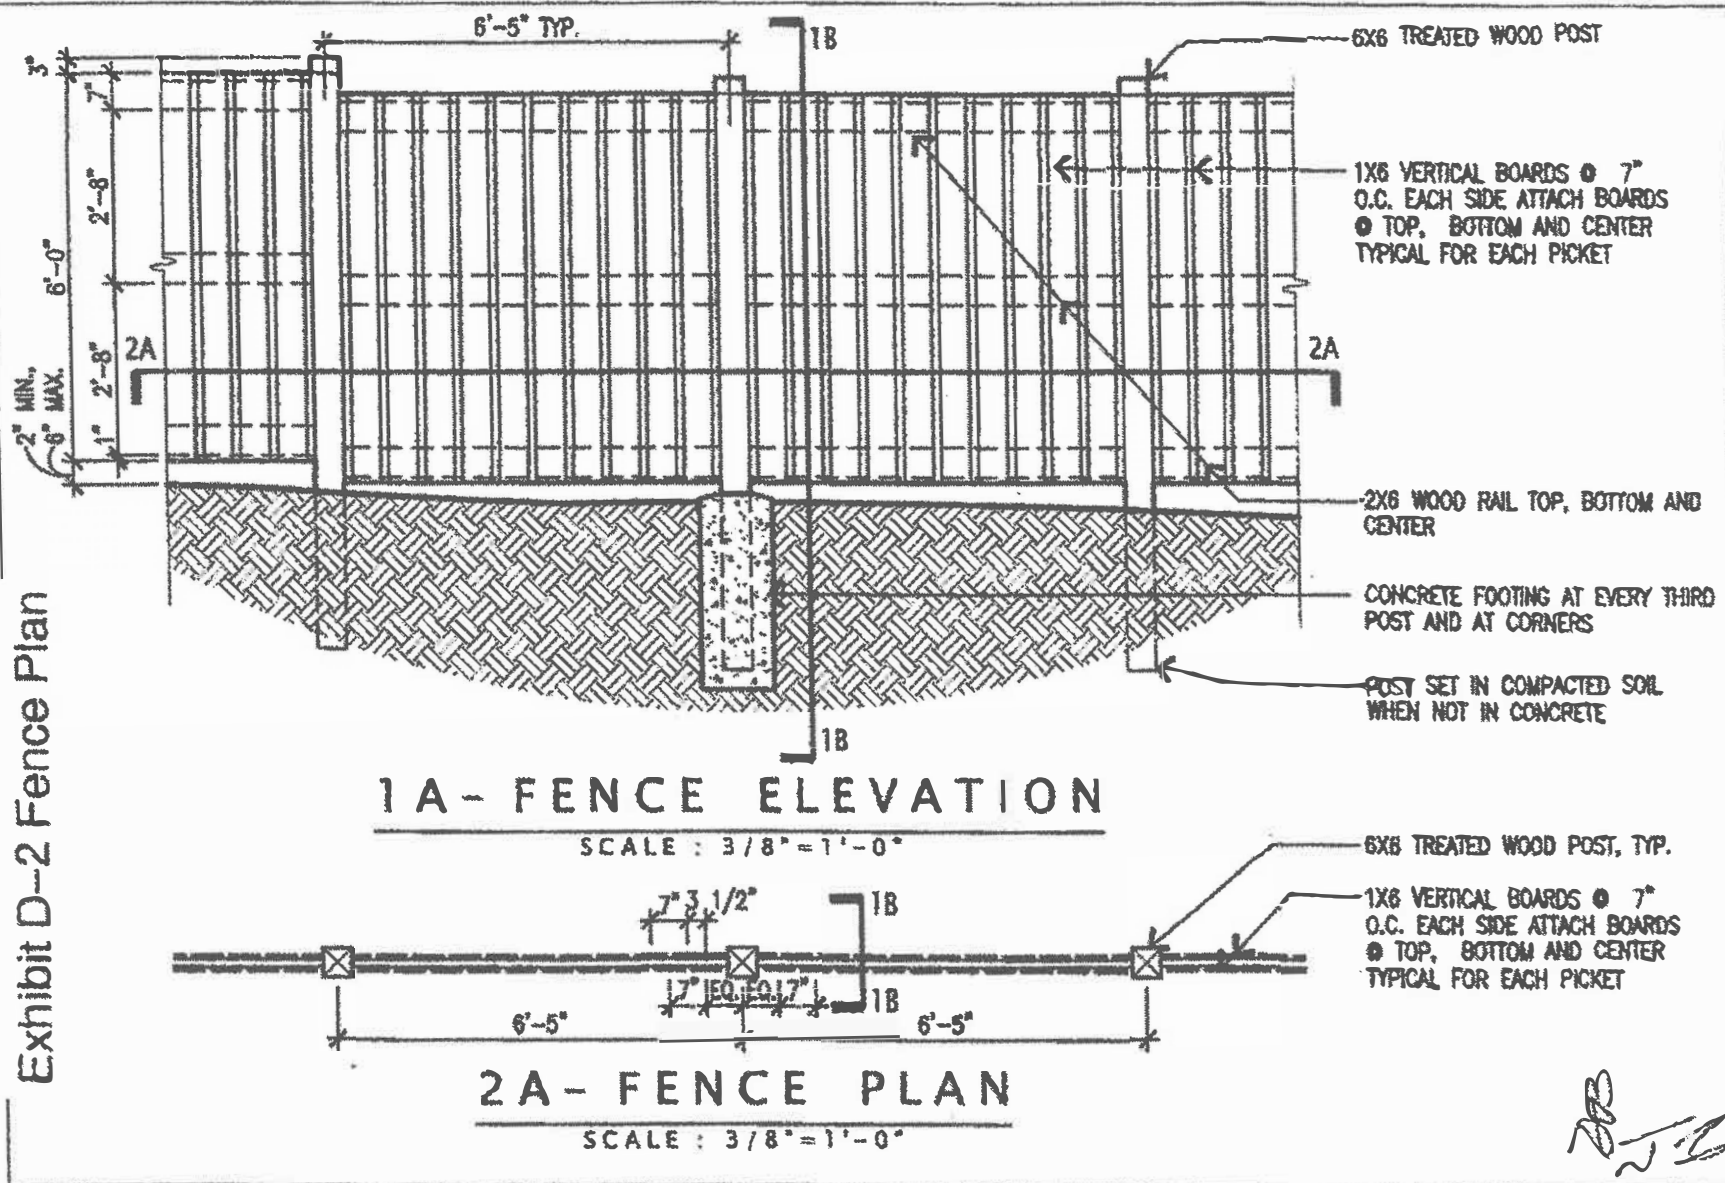 6'-5" TYP.
1B
6X6 TREATED WOOD POST
3"
7"
2'-8"
6'-0"
2'-8"
1"
2" MIN.,
6" MAX.
2A
2A
1X6 VERTICAL BOARDS @ 7"
O.C. EACH SIDE ATTACH BOARDS
@ TOP, BOTTOM AND CENTER
TYPICAL FOR EACH PICKET
2X6 WOOD RAIL TOP, BOTTOM AND
CENTER
CONCRETE FOOTING AT EVERY THIRD
POST AND AT CORNERS
POST SET IN COMPACTED SOIL
WHEN NOT IN CONCRETE
1B
1A- FENCE ELEVATION
SCALE : 3/8"=1'-0"
Exhibit D-2 Fence Plan
6X6 TREATED WOOD POST, TYP.
1X6 VERTICAL BOARDS @ 7"
O.C. EACH SIDE ATTACH BOARDS
@ TOP, BOTTOM AND CENTER
TYPICAL FOR EACH PICKET
7" 3 1/2"
1B
7" EQ. EQ. 7"
1B
6'-5"
6'-5"
2A- FENCE PLAN
SCALE : 3/8"=1'-0"